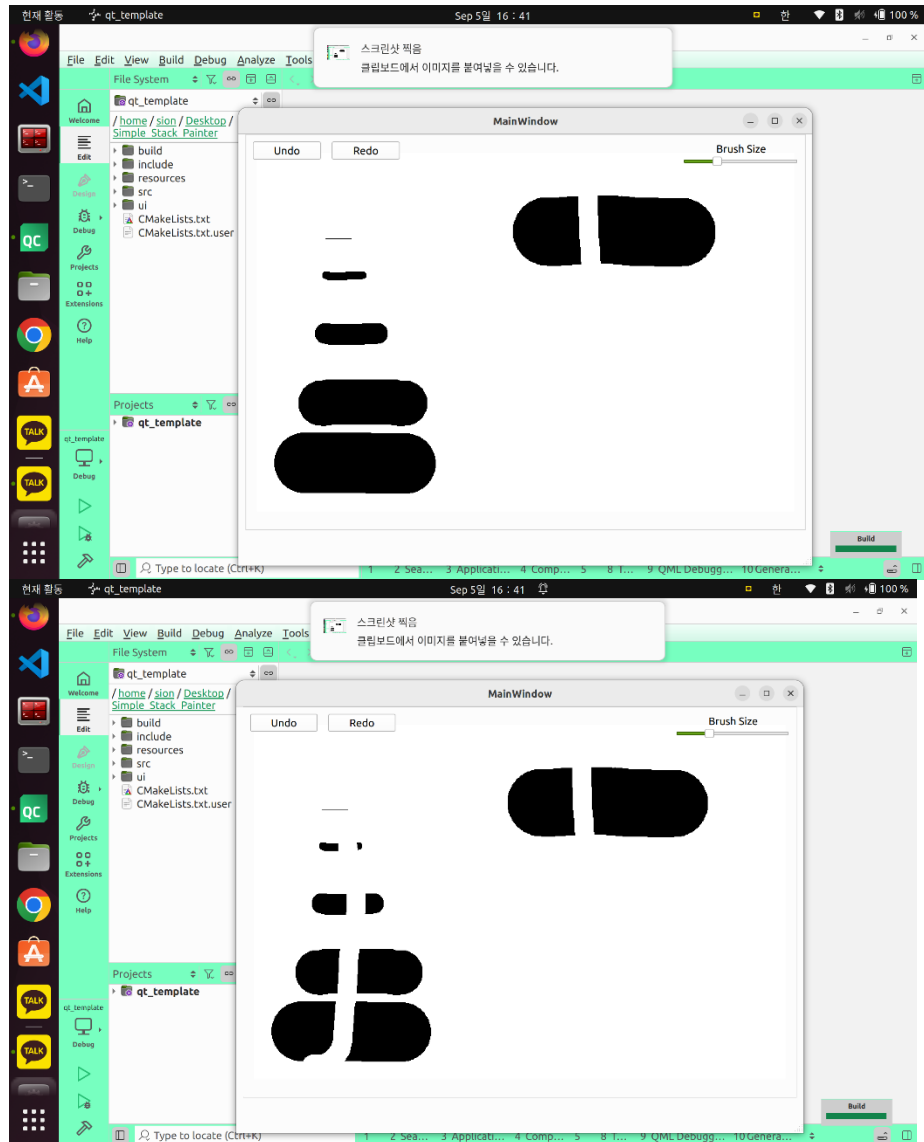 현재 활동 qt_template Sep 5일 16 : 41 한 100 %
스크린샷 찍음
클립보드에서 이미지를 붙여넣을 수 있습니다.
File Edit View Build Debug Analyze Tools
File System
qt_template
Welcome
/ home / sion / Desktop /
Simple_Stack_Painter
Edit
build
include
resources
src
ui
CMakeLists.txt
CMakeLists.txt.user
Design
Debug
Projects
Extensions
Help
MainWindow
Undo Redo Brush Size
Projects
qt_template
qt_template
Debug
QC
TALK
TALK
Build
Type to locate (Ctrl+K) 1 2 Sea... 3 Applicati... 4 Comp... 5 8 T... 9 QML Debugg... 10 Genera...
현재 활동 qt_template Sep 5일 16 : 41 한 100 %
스크린샷 찍음
클립보드에서 이미지를 붙여넣을 수 있습니다.
File Edit View Build Debug Analyze Tools
File System
qt_template
Welcome
/ home / sion / Desktop /
Simple_Stack_Painter
Edit
build
include
resources
src
ui
CMakeLists.txt
CMakeLists.txt.user
Design
Debug
Projects
Extensions
Help
MainWindow
Undo Redo Brush Size
Projects
qt_template
qt_template
Debug
QC
TALK
TALK
Build
Type to locate (Ctrl+K) 1 2 Sea... 3 Applicati... 4 Comp... 5 8 T... 9 QML Debugg... 10 Genera...